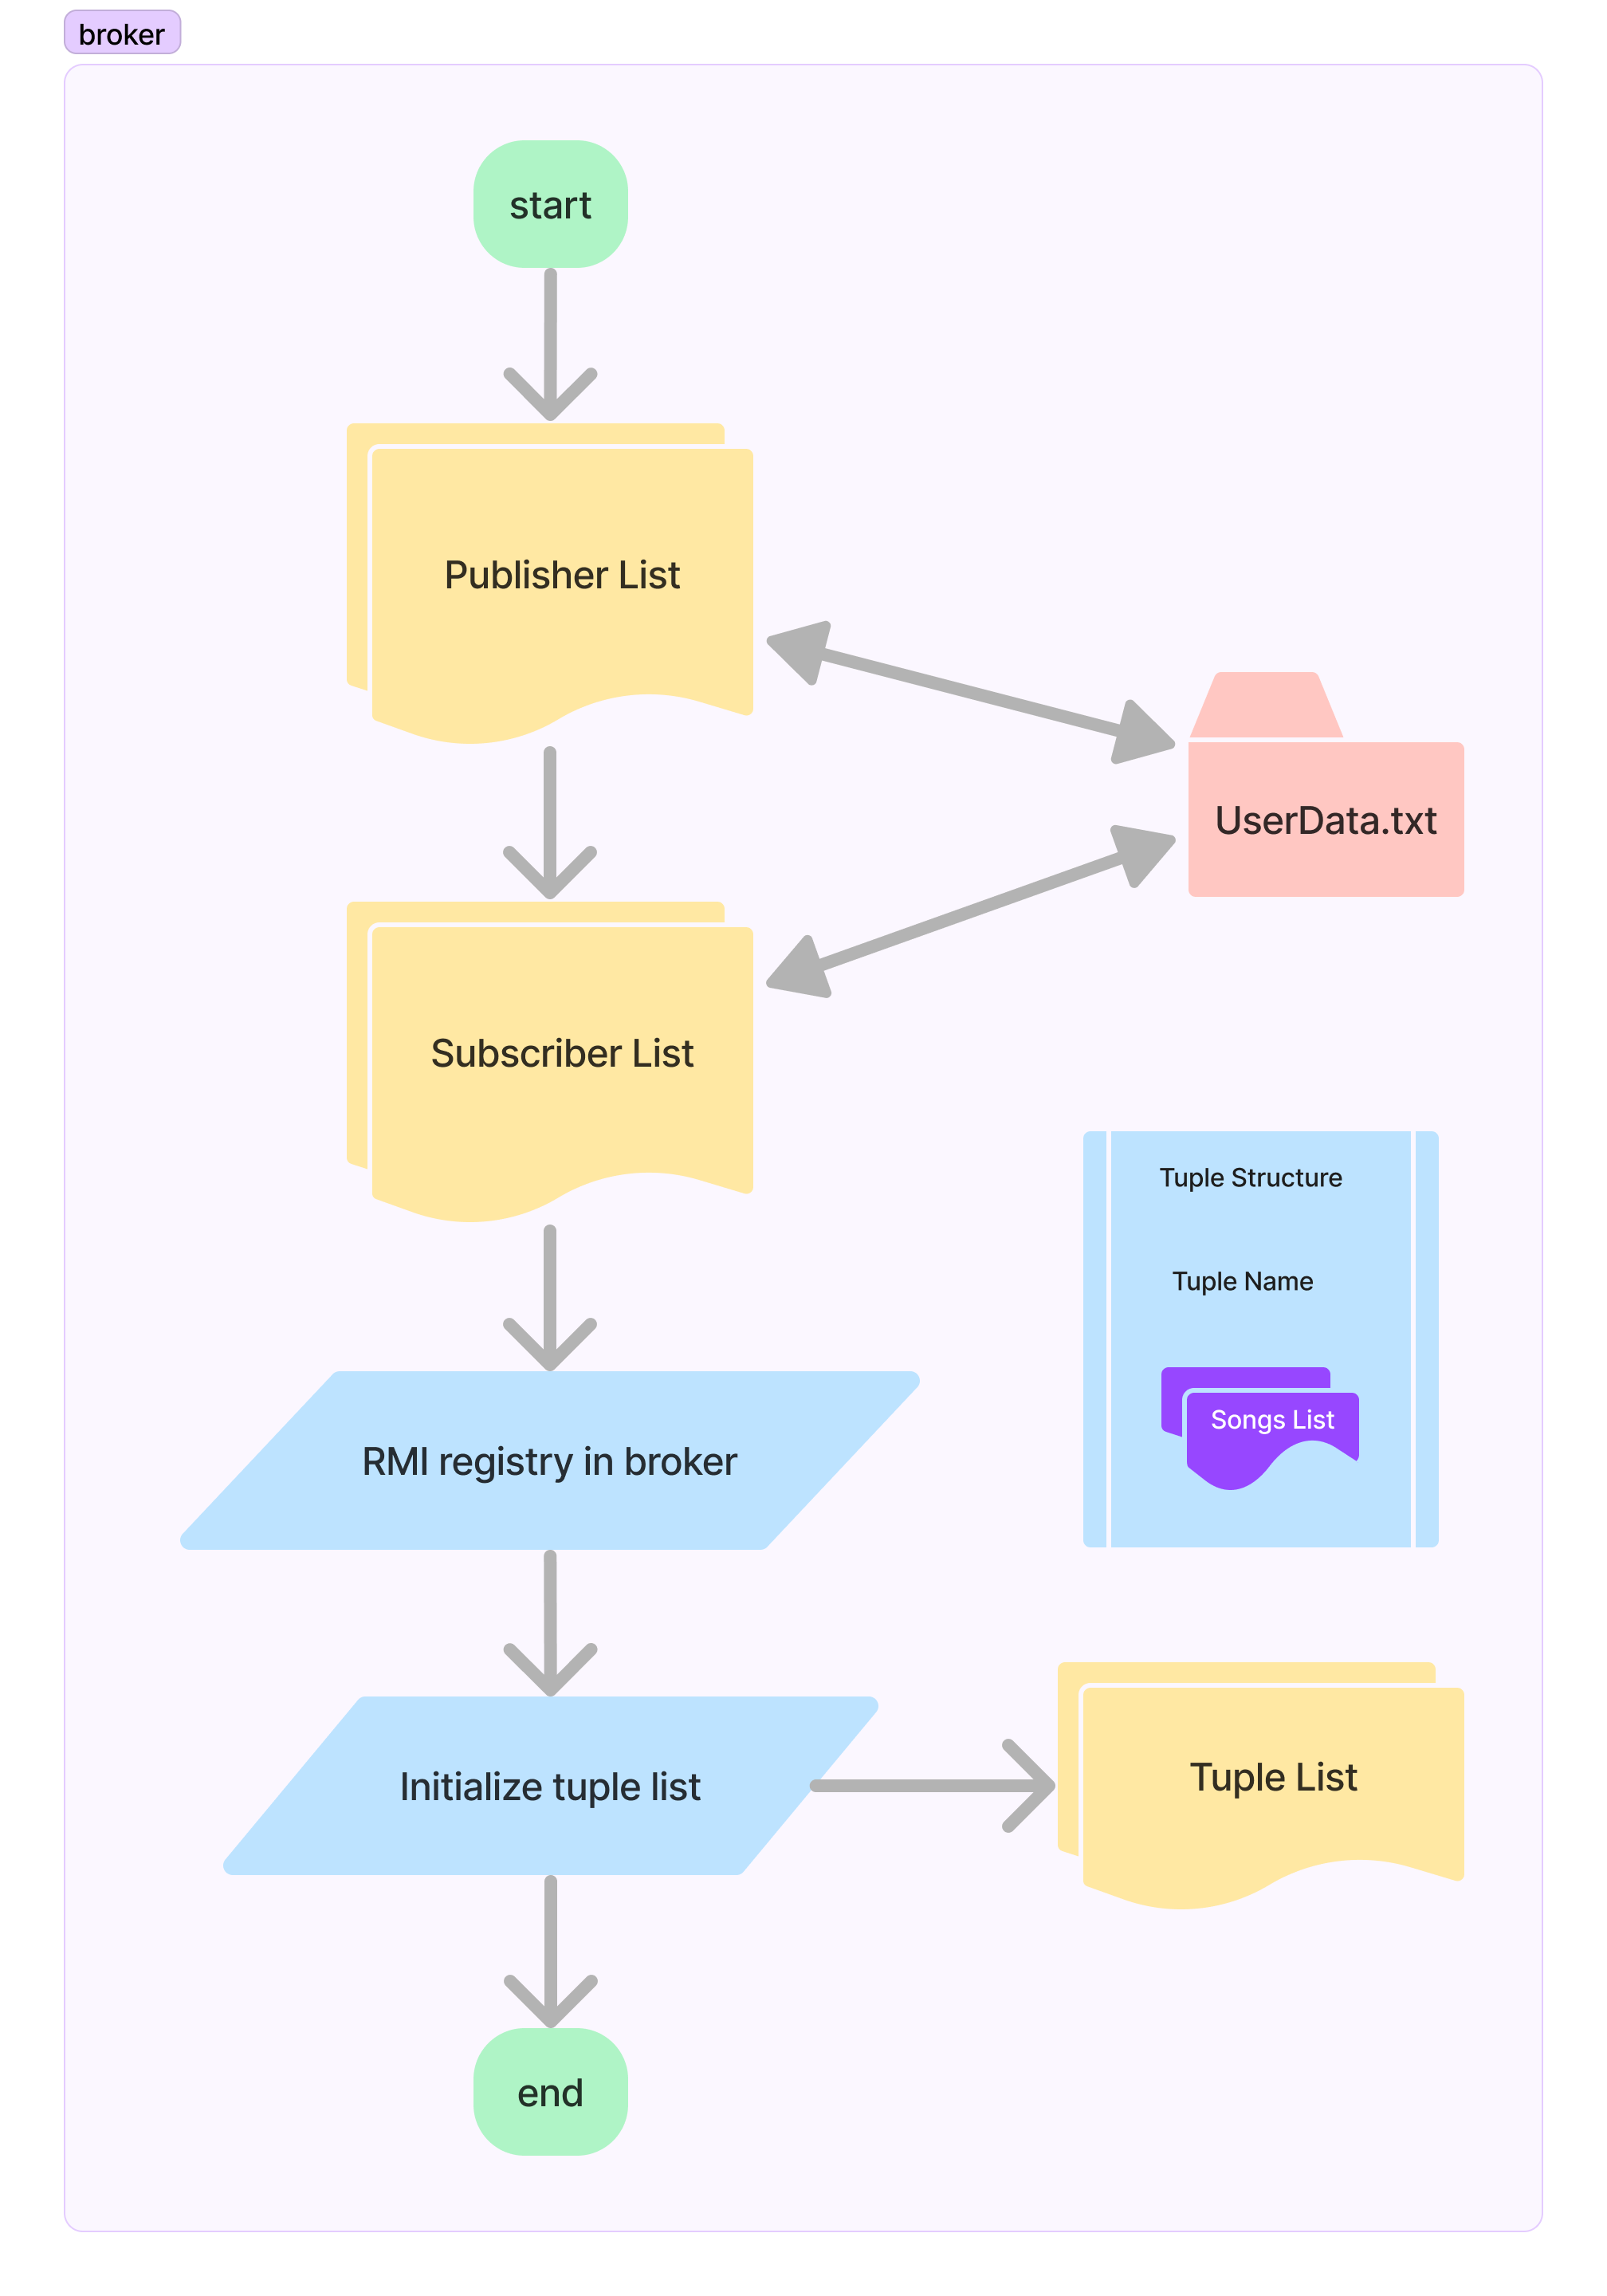 broker
start
Publisher List
UserData.txt
Subscriber List
Tuple Structure
Tuple Name
Songs List
RMI registry in broker
Initialize tuple list
Tuple List
end